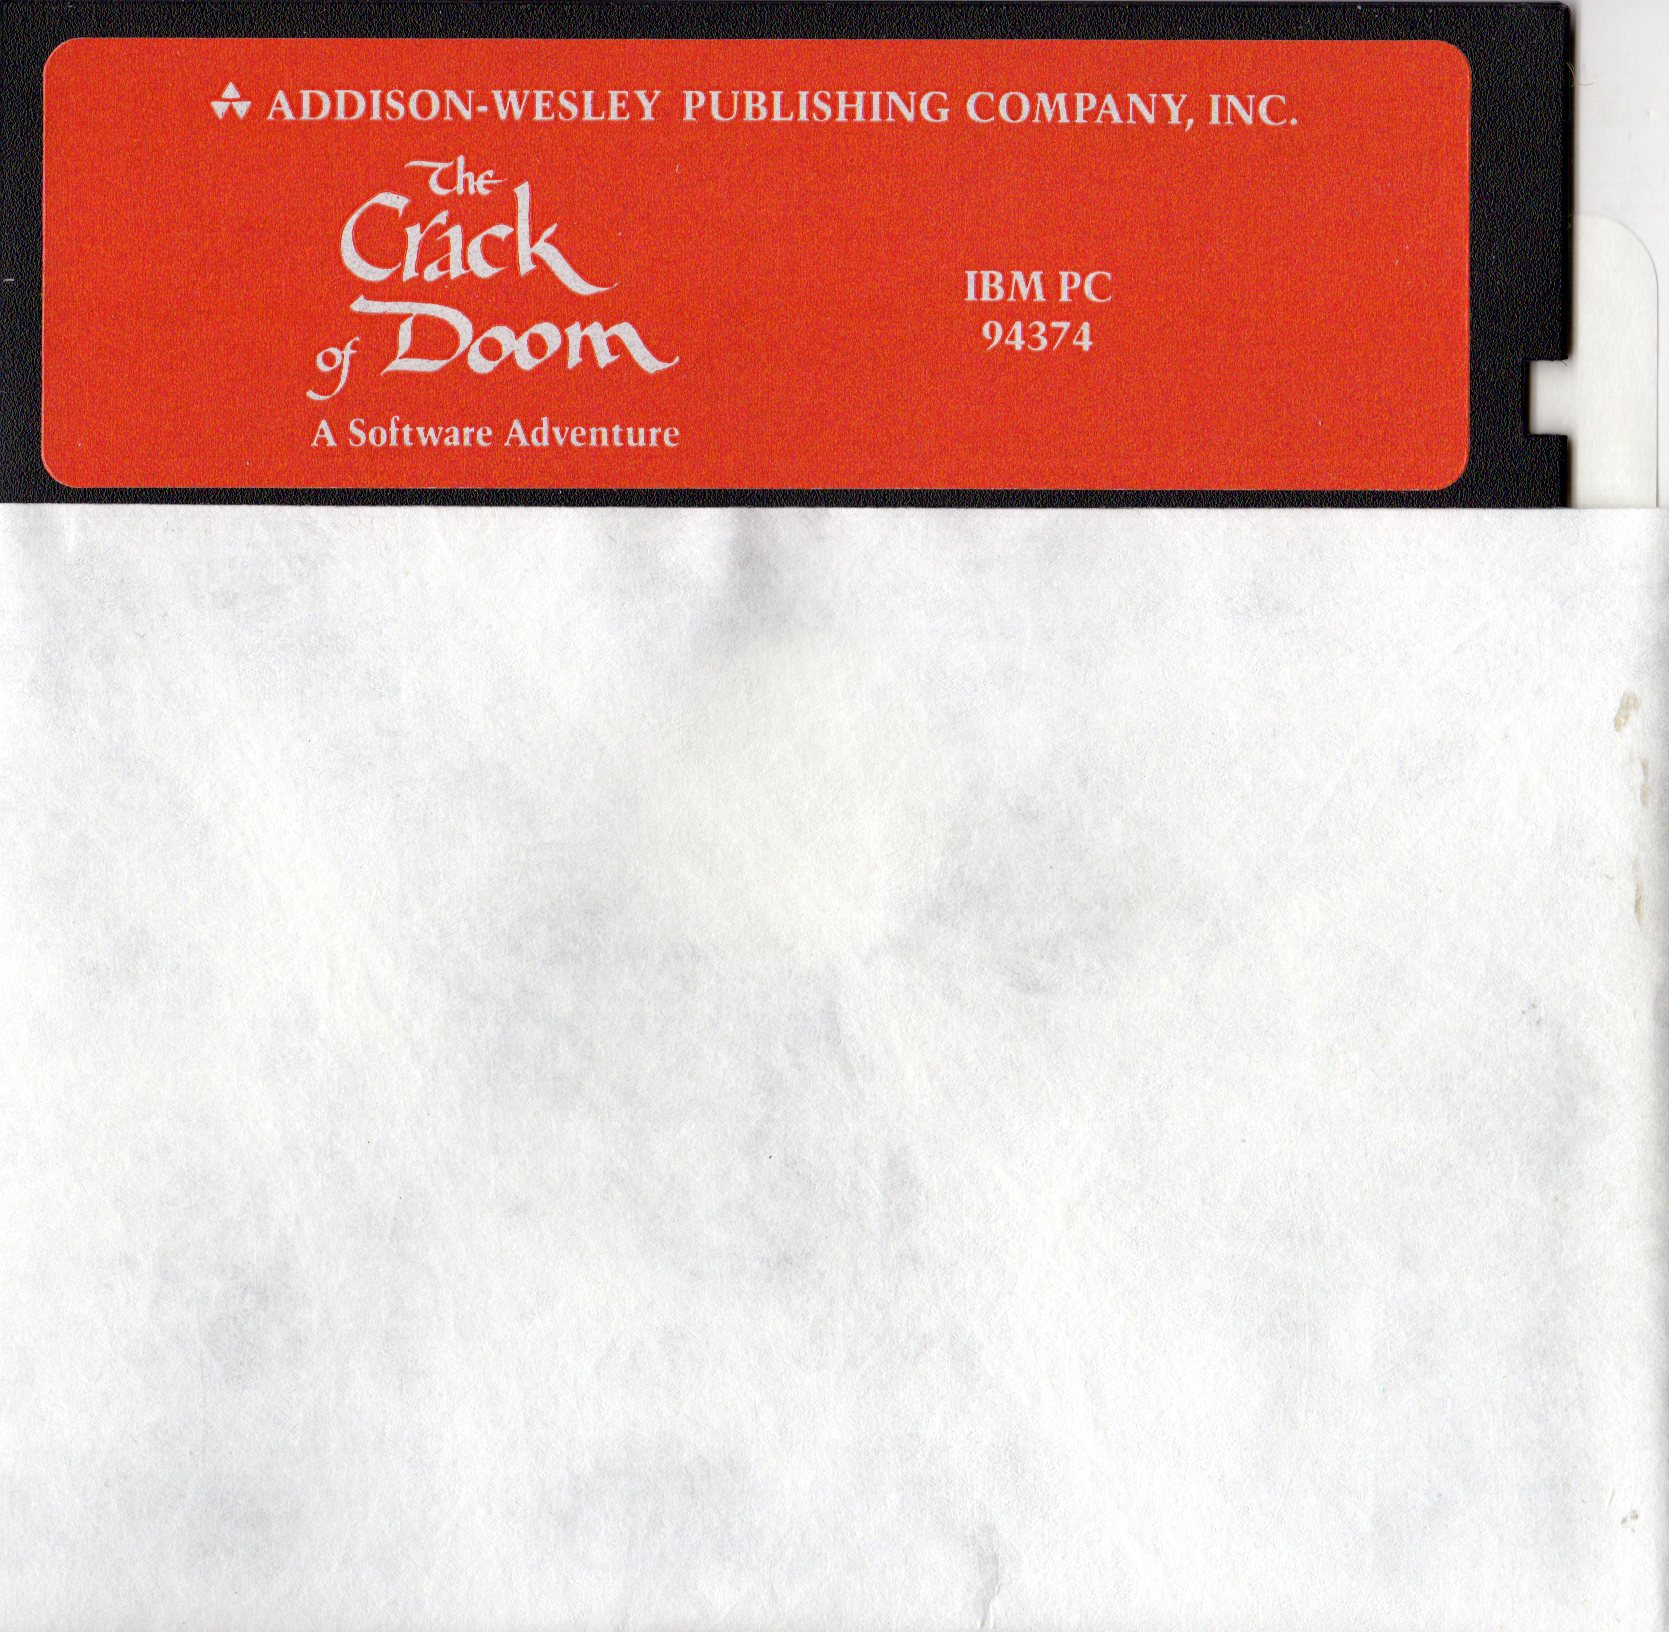 ADDISON-WESLEY PUBLISHING COMPANY, INC.
The
Crack
of Doom
A Software Adventure
IBM PC
94374